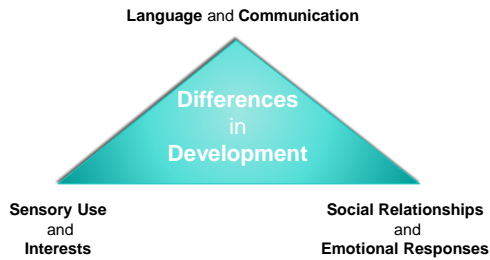 Language and Communication
Differences
in
Development
Sensory Use
and
Interests
Social Relationships
and
Emotional Responses